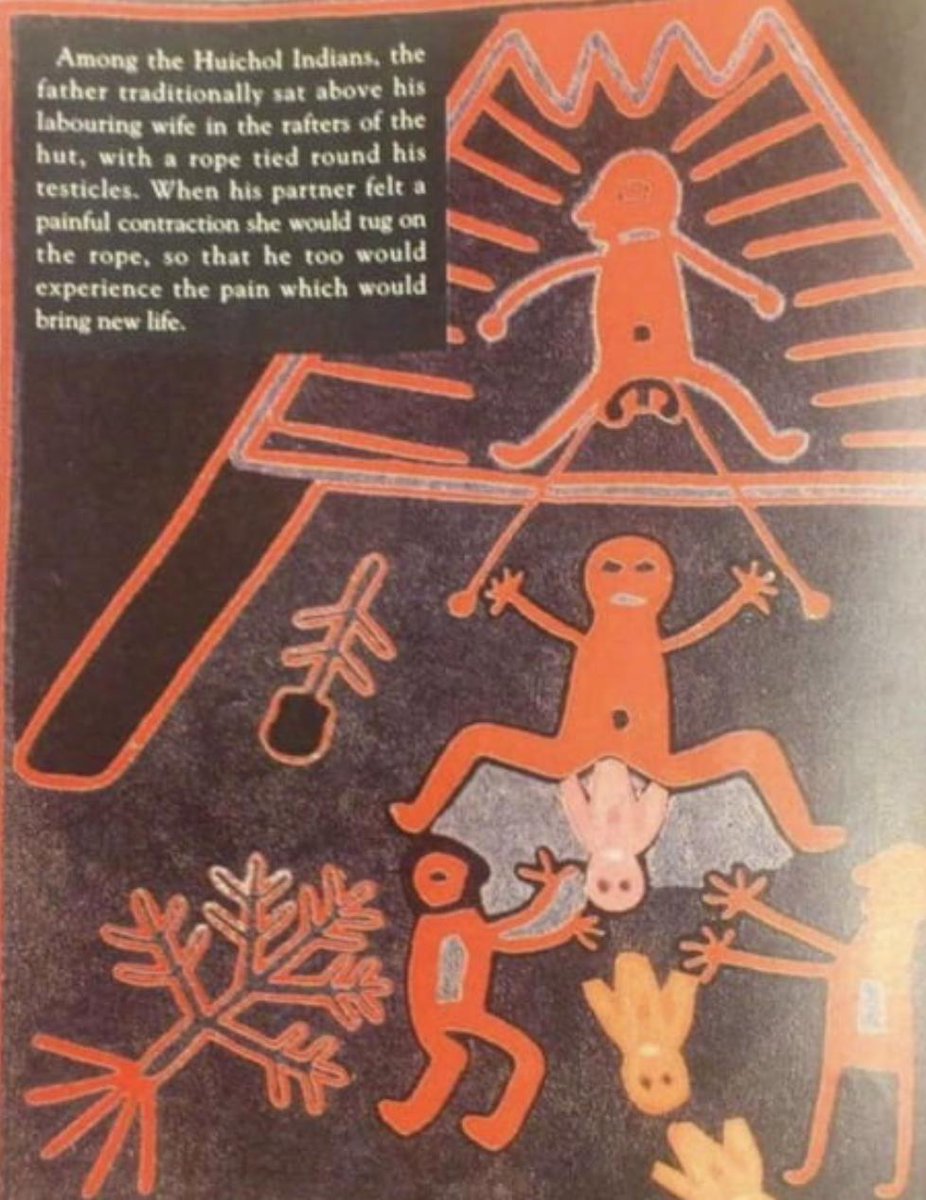 Among the Huichol Indians, the
father traditionally sat above his
labouring wife in the rafters of the
hut, with a rope tied round his
testicles. When his partner felt a
painful contraction she would tug on
the rope, so that he too would
experience the pain which would
bring new life.